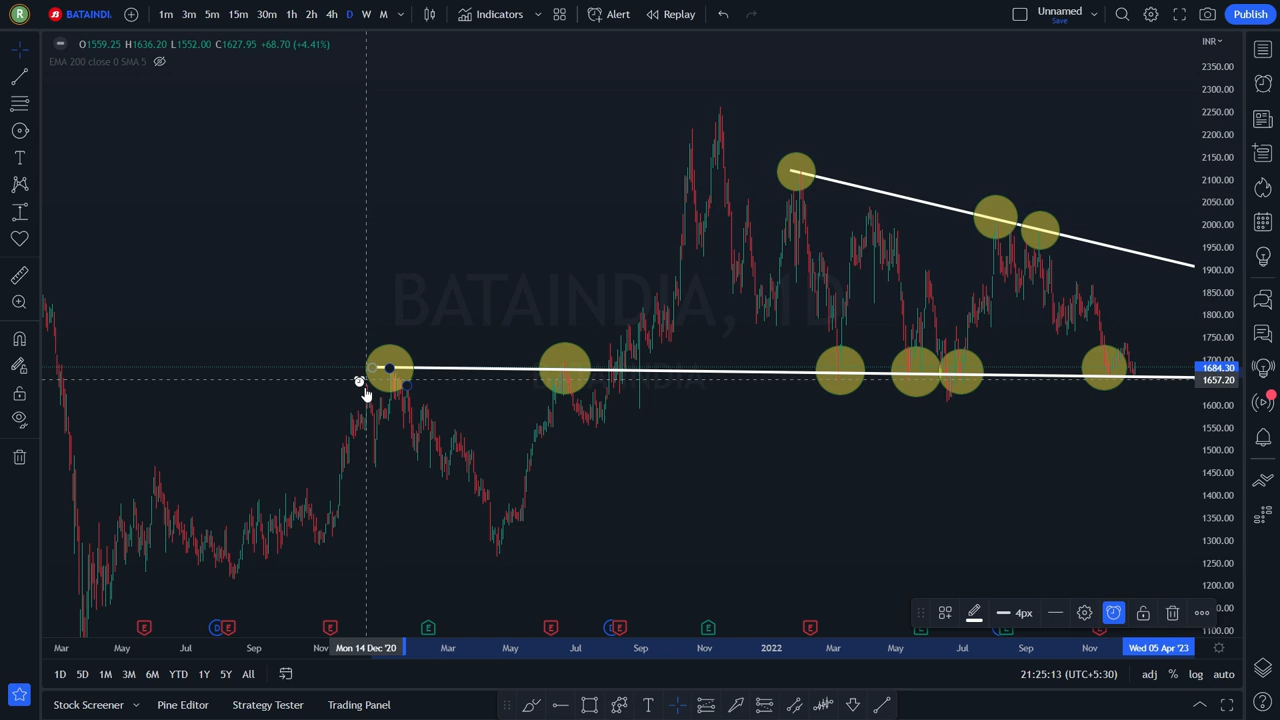 R BATAINDI. 1m 3m 5m 15m 30m 1h 2h 4h D W M Indicators Alert Replay Unnamed Save Publish
O1559.25 H1636.20 L1552.00 C1627.95 +68.70 (+4.41%) INR
EMA 200 close 0 SMA 5
2350.00
2300.00
2250.00
2200.00
2150.00
2100.00
2050.00
2000.00
1950.00
1900.00
BATAINDIA, 1D
1850.00
1800.00
1750.00
1700.00
1684.30
BATA INDIA
1657.20
1600.00
1550.00
1500.00
1450.00
1400.00
1350.00
1300.00
1250.00
1200.00
4px
1100.00
E D E E E E D E E E E
Mar May Jul Sep Nov Mon 14 Dec '20 Mar May Jul Sep Nov 2022 Mar May Jul Sep Nov Wed 05 Apr '23
1D 5D 1M 3M 6M YTD 1Y 5Y All 21:25:13 (UTC+5:30) adj % log auto
Stock Screener Pine Editor Strategy Tester Trading Panel